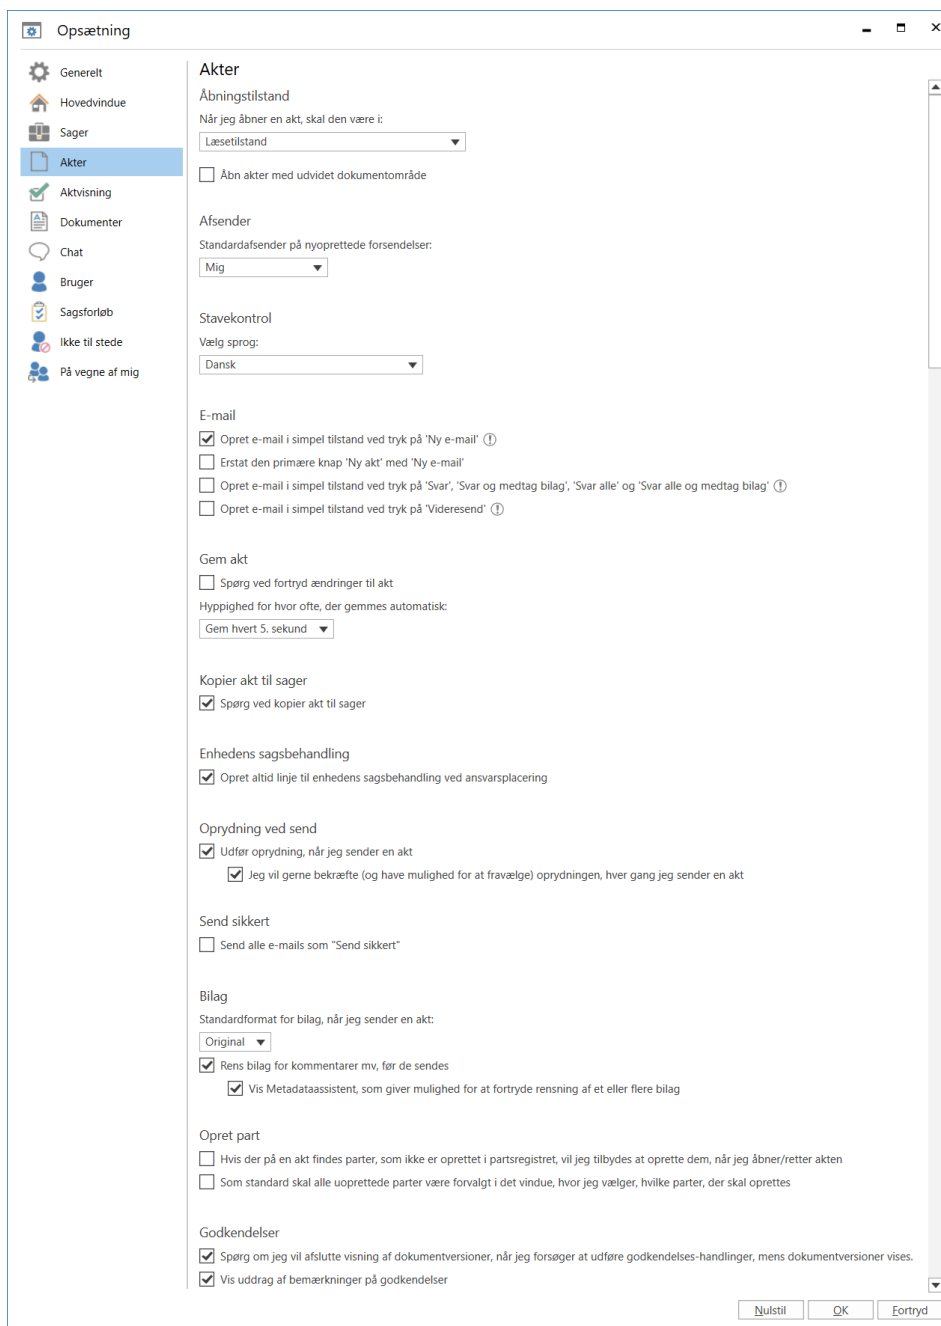 Opsætning
Generelt
Hovedvindue
Sager
Akter
Aktvisning
Dokumenter
Chat
Bruger
Sagsforløb
Ikke til stede
På vegne af mig
Akter
Åbningstilstand
Når jeg åbner en akt, skal den være i:
Læsetilstand
Åbn akter med udvidet dokumentområde
Afsender
Standardafsender på nyoprettede forsendelser:
Mig
Stavekontrol
Vælg sprog:
Dansk
E-mail
Opret e-mail i simpel tilstand ved tryk på 'Ny e-mail'
Erstat den primære knap 'Ny akt' med 'Ny e-mail'
Opret e-mail i simpel tilstand ved tryk på 'Svar', 'Svar og medtag bilag', 'Svar alle' og 'Svar alle og medtag bilag'
Opret e-mail i simpel tilstand ved tryk på 'Videresend'
Gem akt
Spørg ved fortryd ændringer til akt
Hyppighed for hvor ofte, der gemmes automatisk:
Gem hvert 5. sekund
Kopier akt til sager
Spørg ved kopier akt til sager
Enhedens sagsbehandling
Opret altid linje til enhedens sagsbehandling ved ansvarsplacering
Oprydning ved send
Udfør oprydning, når jeg sender en akt
Jeg vil gerne bekræfte (og have mulighed for at fravælge) oprydningen, hver gang jeg sender en akt
Send sikkert
Send alle e-mails som "Send sikkert"
Bilag
Standardformat for bilag, når jeg sender en akt:
Original
Rens bilag for kommentarer mv, før de sendes
Vis Metadataassistent, som giver mulighed for at fortryde rensning af et eller flere bilag
Opret part
Hvis der på en akt findes parter, som ikke er oprettet i partsregistret, vil jeg tilbydes at oprette dem, når jeg åbner/retter akten
Som standard skal alle uoprettede parter være forvalgt i det vindue, hvor jeg vælger, hvilke parter, der skal oprettes
Godkendelser
Spørg om jeg vil afslutte visning af dokumentversioner, når jeg forsøger at udføre godkendelses-handlinger, mens dokumentversioner vises.
Vis uddrag af bemærkninger på godkendelser
Nulstil
OK
Fortryd